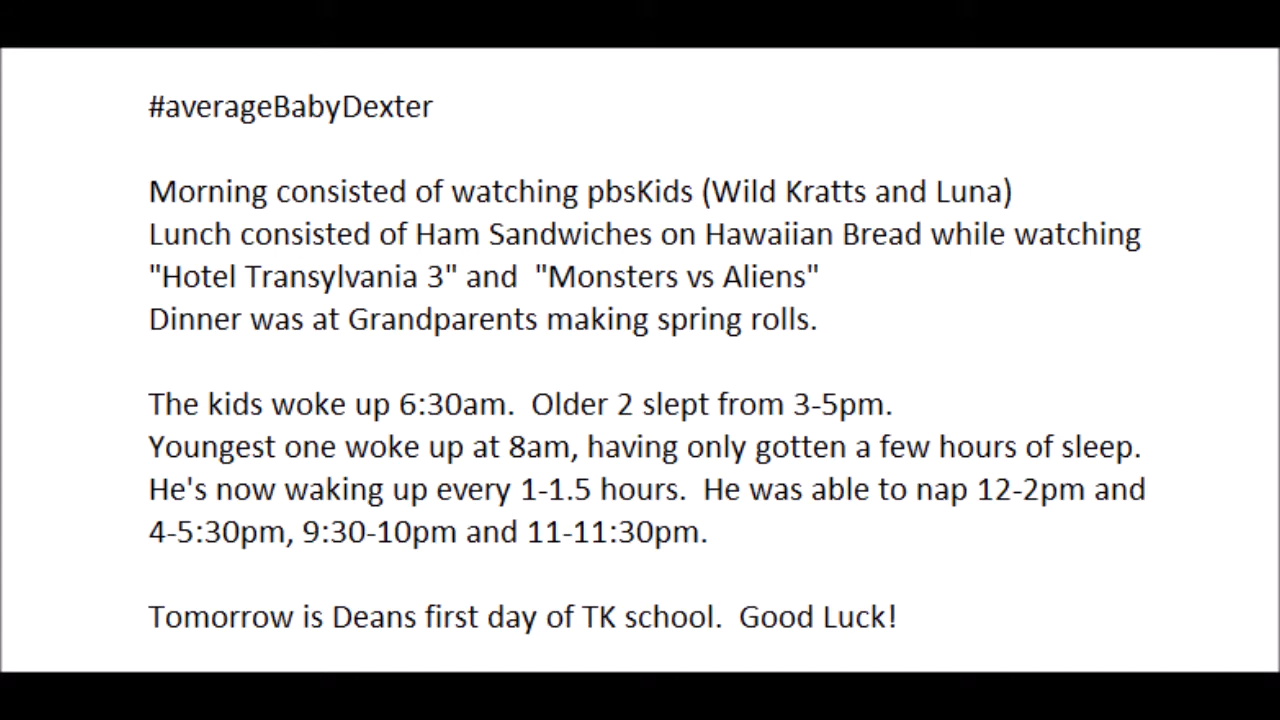 #averageBabyDexter
Morning consisted of watching pbsKids (Wild Kratts and Luna)
Lunch consisted of Ham Sandwiches on Hawaiian Bread while watching
"Hotel Transylvania 3" and  "Monsters vs Aliens"
Dinner was at Grandparents making spring rolls.
The kids woke up 6:30am.  Older 2 slept from 3-5pm.
Youngest one woke up at 8am, having only gotten a few hours of sleep.
He's now waking up every 1-1.5 hours.  He was able to nap 12-2pm and
4-5:30pm, 9:30-10pm and 11-11:30pm.
Tomorrow is Deans first day of TK school.  Good Luck!